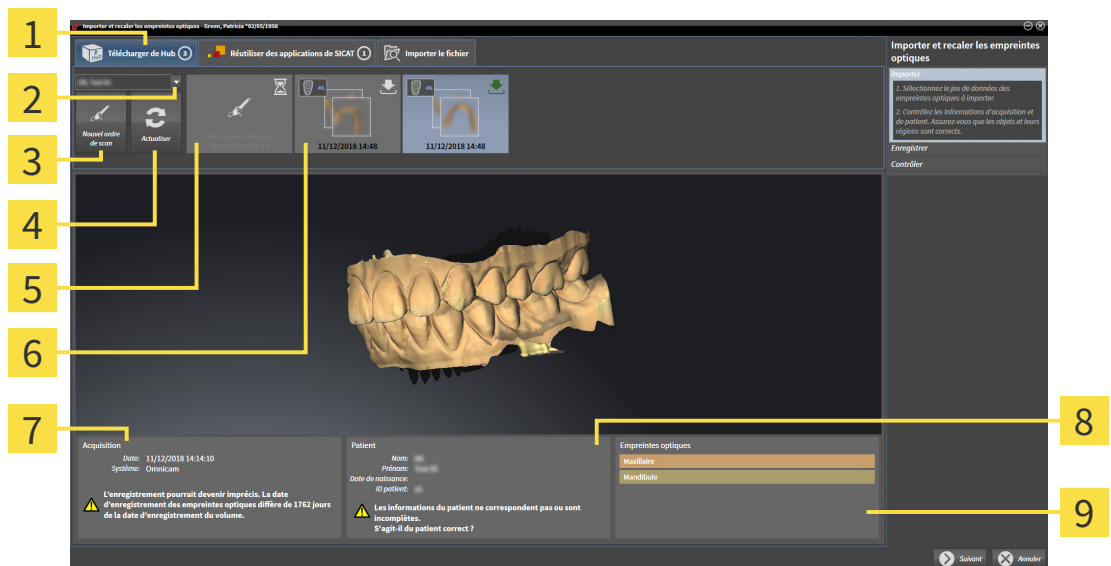 Importer et recaler les empreintes optiques - Green, Patricia *02/05/1956
1
Télécharger de Hub 3
Réutiliser des applications de SICAT 1
Importer le fichier
2
3
Nouvel ordre
de scan
Actualiser
46
11/12/2018 14:48
46
11/12/2018 14:48
4
5
6
Importer et recaler les empreintes
optiques
Importer
1. Sélectionnez le jeu de données des
empreintes optiques à importer.
2. Contrôlez les informations d'acquisition et
de patient. Assurez-vous que les objets et leurs
régions sont corrects.
Enregistrer
Contrôler
7
Acquisition
Date: 11/12/2018 14:14:10
Système: Omnicam
L'enregistrement pourrait devenir imprécis. La date
d'enregistrement des empreintes optiques diffère de 1762 jours
de la date d'enregistrement du volume.
8
Patient
Nom:
Prénom:
Date de naissance:
ID patient:
Les informations du patient ne correspondent pas ou sont
incomplètes.
S'agit-il du patient correct ?
Empreintes optiques
Maxillaire
Mandibule
9
Suivant
Annuler